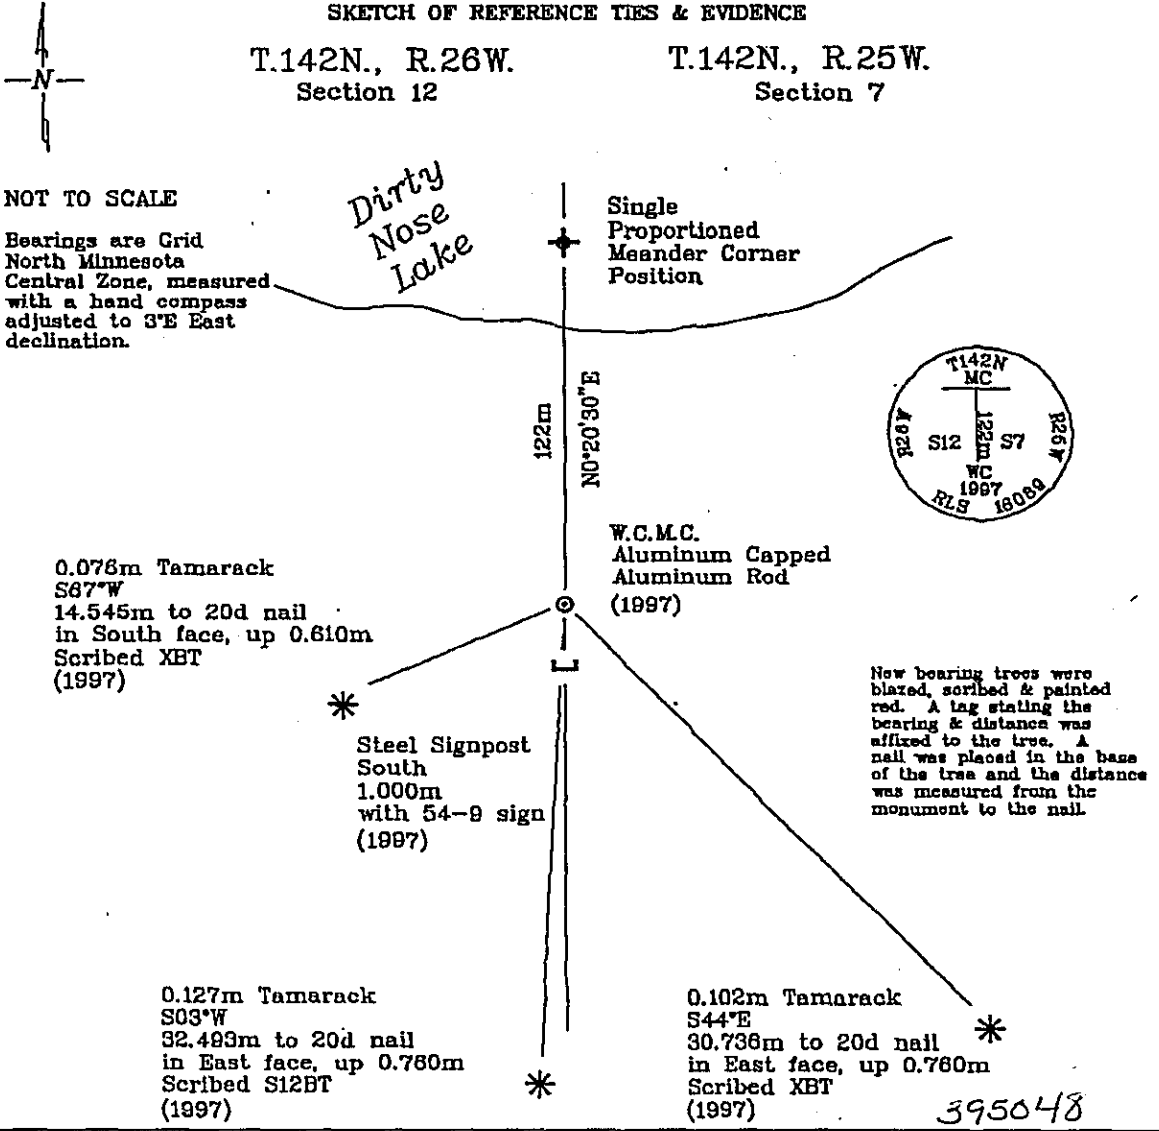 SKETCH OF REFERENCE TIES & EVIDENCE
T.142N., R.26W.
Section 12
T.142N., R.25W.
Section 7
N
NOT TO SCALE
Bearings are Grid
North Minnesota
Central Zone, measured
with a hand compass
adjusted to 3°E East
declination.
Dirty
Nose
Lake
Single
Proportioned
Meander Corner
Position
122m
N0°20'30"E
T142N
MC
R26W
S12
122m
S7
R25W
WC
1997
RLS 16089
W.C.M.C.
Aluminum Capped
Aluminum Rod
(1997)
0.076m Tamarack
S67°W
14.545m to 20d nail
in South face, up 0.610m
Scribed XBT
(1997)
Steel Signpost
South
1.000m
with 54-9 sign
(1997)
New bearing trees were
blazed, scribed & painted
red. A tag stating the
bearing & distance was
affixed to the tree. A
nail was placed in the base
of the tree and the distance
was measured from the
monument to the nail.
0.127m Tamarack
S03°W
32.493m to 20d nail
in East face, up 0.760m
Scribed S12BT
(1997)
0.102m Tamarack
S44°E
30.736m to 20d nail
in East face, up 0.760m
Scribed XBT
(1997)
395048